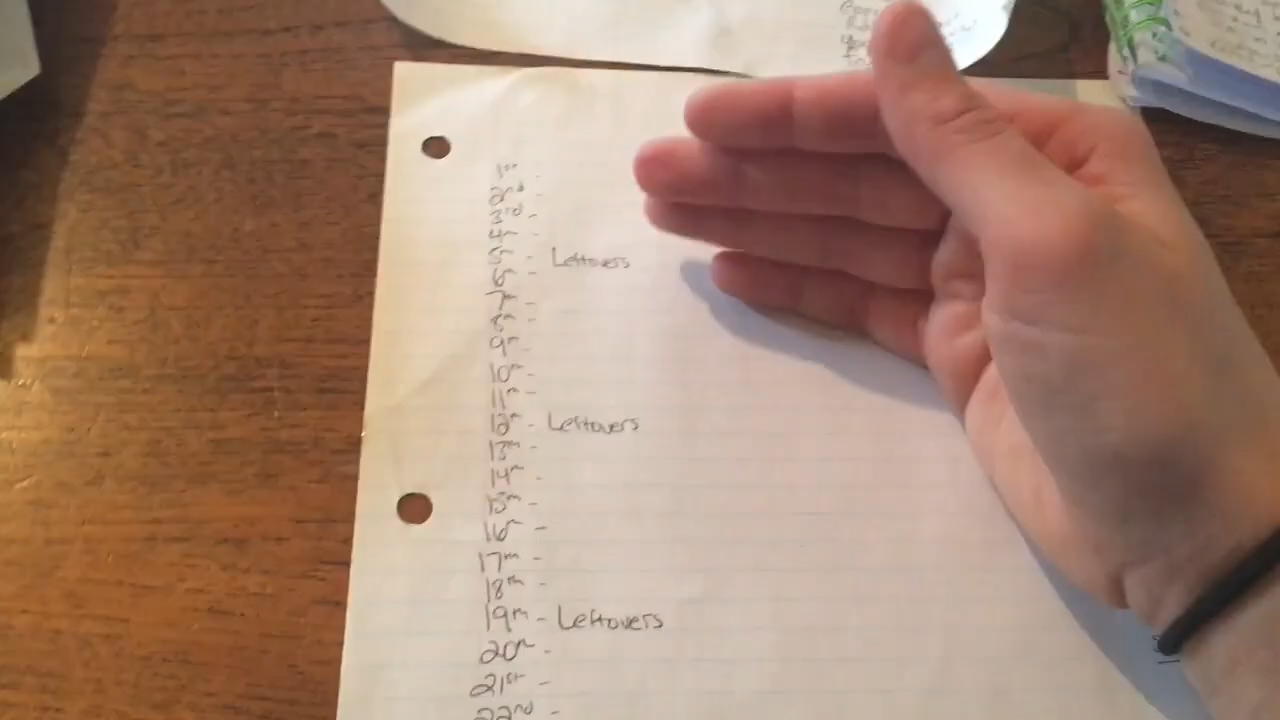 1st
2nd -
3rd -
4th -
5th - Leftovers
6th -
7th -
8th -
9th -
10th -
11th -
12th - Leftovers
13th -
14th -
15th -
16th -
17th -
18th -
19th - Leftovers
20th -
21st -
22nd -